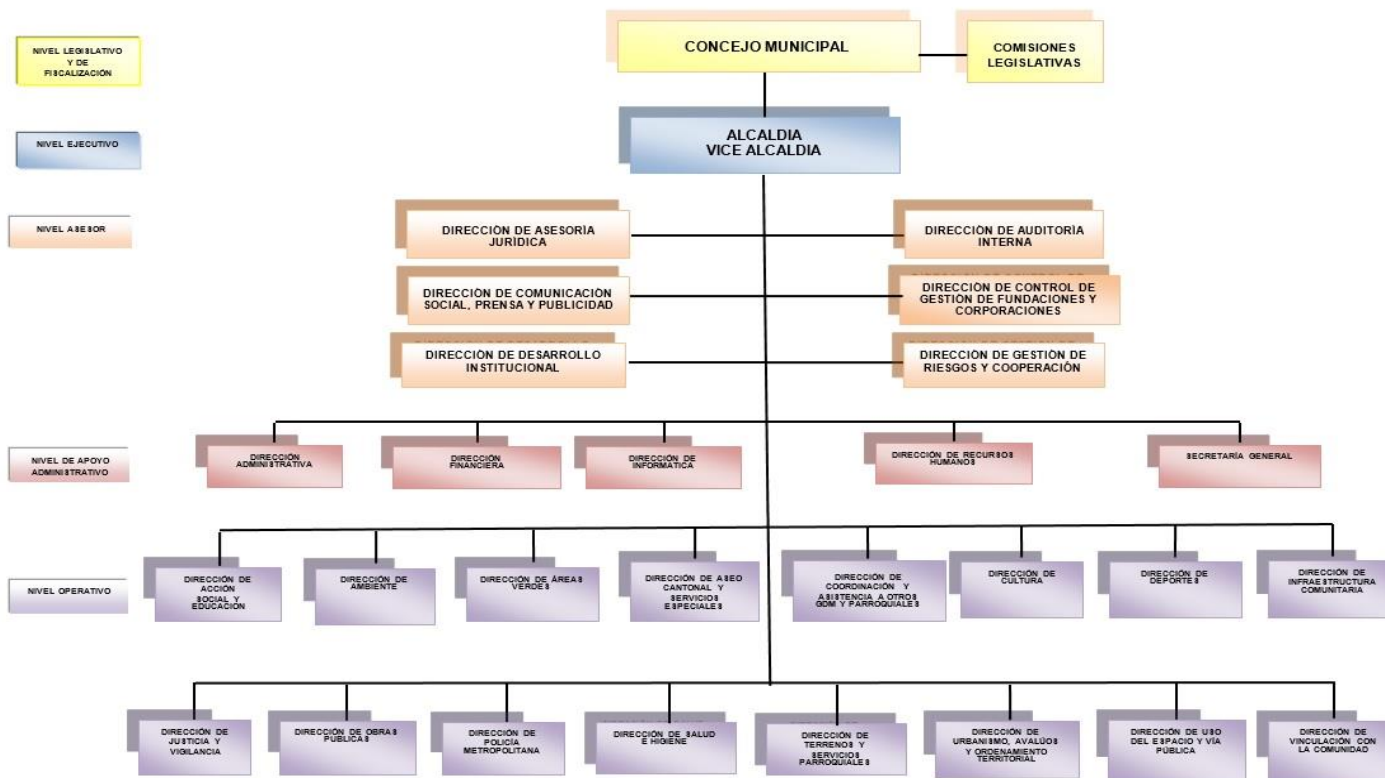 CONCEJO MUNICIPAL
COMISIONES
LEGISLATIVAS
NIVEL LEGISLATIVO
Y DE
FISCALIZACIÓN
ALCALDIA
VICE ALCALDIA
NIVEL EJECUTIVO
NIVEL ASESOR
DIRECCIÓN DE ASESORÍA
JURÍDICA
DIRECCIÓN DE AUDITORÍA
INTERNA
DIRECCIÓN DE COMUNICACIÓN
SOCIAL, PRENSA Y PUBLICIDAD
DIRECCIÓN DE CONTROL DE
GESTIÓN DE FUNDACIONES Y
CORPORACIONES
DIRECCIÓN DE DESARROLLO
INSTITUCIONAL
DIRECCIÓN DE GESTIÓN DE
RIESGOS Y COOPERACIÓN
NIVEL DE APOYO
ADMINISTRATIVO
DIRECCIÓN
ADMINISTRATIVA
DIRECCIÓN
FINANCIERA
DIRECCIÓN DE
INFORMÁTICA
DIRECCIÓN DE RECURSOS
HUMANOS
SECRETARÍA GENERAL
NIVEL OPERATIVO
DIRECCIÓN DE
ACCIÓN
SOCIAL Y
EDUCACIÓN
DIRECCIÓN DE
AMBIENTE
DIRECCIÓN DE ÁREAS
VERDES
DIRECCIÓN DE ASEO
CANTONAL Y
SERVICIOS
ESPECIALES
DIRECCIÓN DE
COORDINACIÓN Y
ASISTENCIA A OTROS
GDM Y PARROQUIALES
DIRECCIÓN DE
CULTURA
DIRECCIÓN DE
DEPORTES
DIRECCIÓN DE
INFRAESTRUCTURA
COMUNITARIA
DIRECCIÓN DE
JUSTICIA Y
VIGILANCIA
DIRECCIÓN DE OBRAS
PÚBLICAS
DIRECCIÓN
DE
POLICÍA
METROPOLITANA
DIRECCIÓN DE SALUD
E HIGIENE
DIRECCIÓN DE
TERRENOS Y
SERVICIOS
PARROQUIALES
DIRECCIÓN DE
URBANISMO, AVALÚOS
Y ORDENAMIENTO
TERRITORIAL
DIRECCIÓN DE USO
DEL ESPACIO Y VÍA
PÚBLICA
DIRECCIÓN DE
VINCULACIÓN CON
LA COMUNIDAD